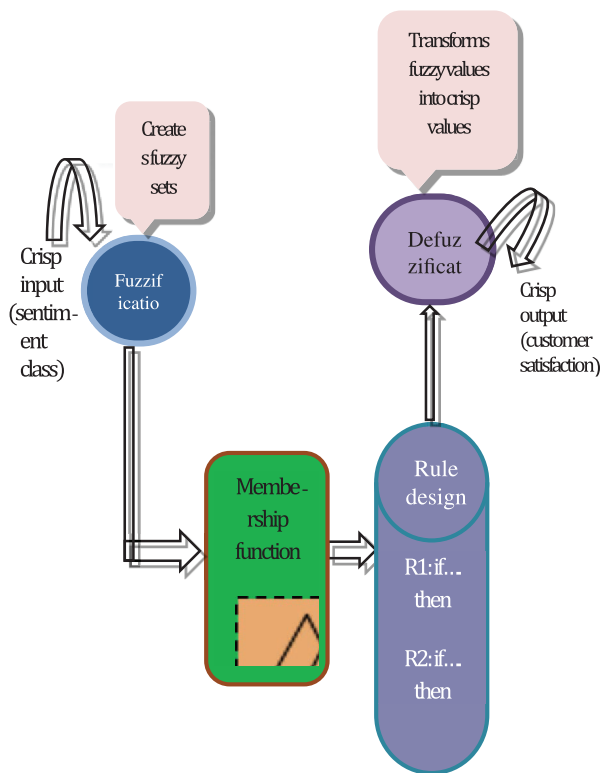 Create
s fuzzy
sets
Crisp
input
(sentim-
ent
class)
Fuzzif
icatio
Membe-
rship
function
Rule
design
R1: if....
then
R2: if....
then
Transforms
fuzzy values
into crisp
values
Defuz
zificat
Crisp
output
(customer
satisfaction)